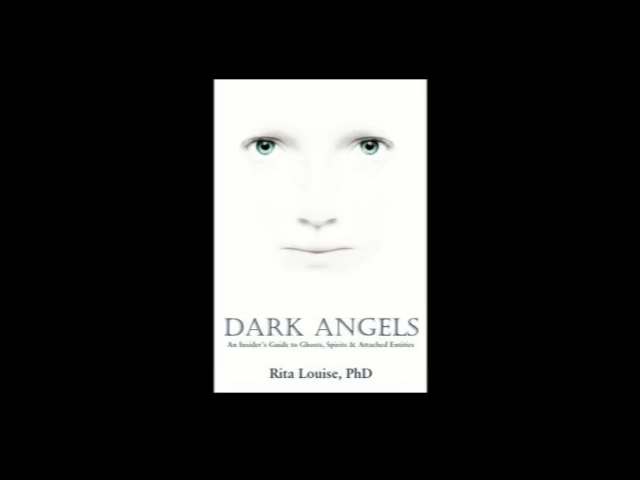 DARK ANGELS
An Insider's Guide to Ghosts, Spirits & Attached Entities
Rita Louise, PhD